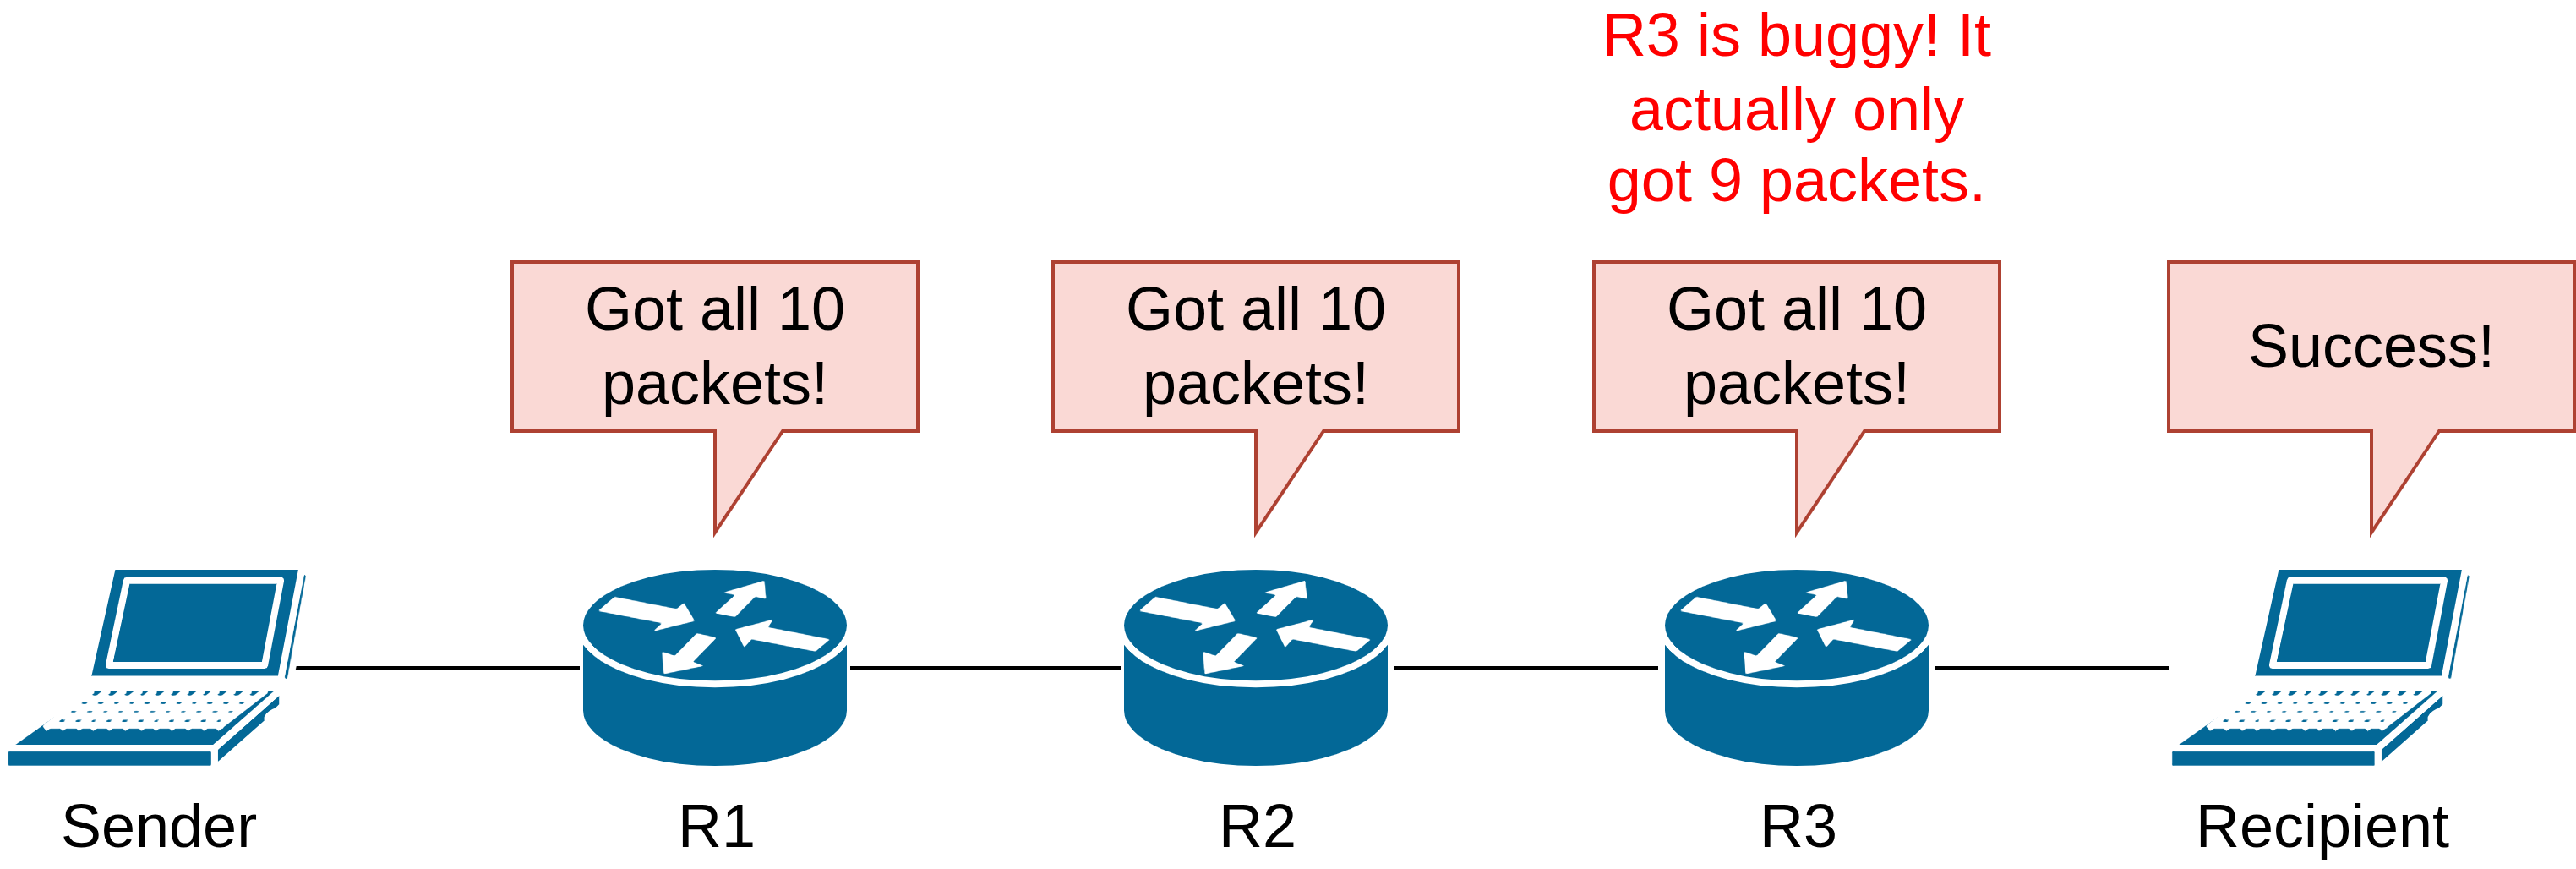 R3 is buggy! It
actually only
got 9 packets.
Got all 10
packets!
Got all 10
packets!
Got all 10
packets!
Success!
Sender
R1
R2
R3
Recipient